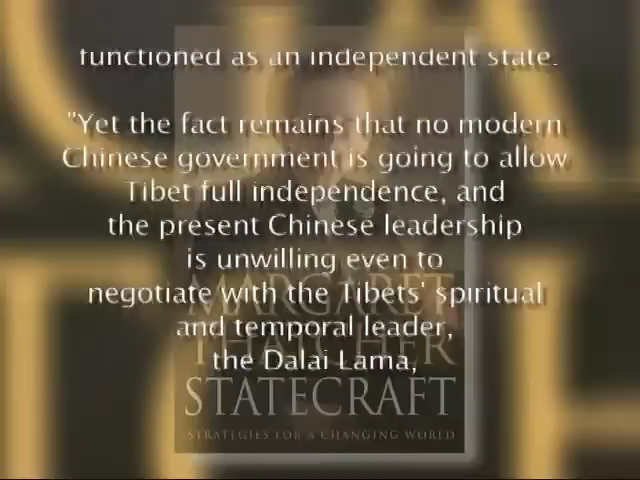 functioned as an independent state.
"Yet the fact remains that no modern
Chinese government is going to allow
Tibet full independence, and
the present Chinese leadership
is unwilling even to
negotiate with the Tibets' spiritual
and temporal leader,
the Dalai Lama,
MARGARET
THATCHER
STATECRAFT
STRATEGIES FOR A CHANGING WORLD